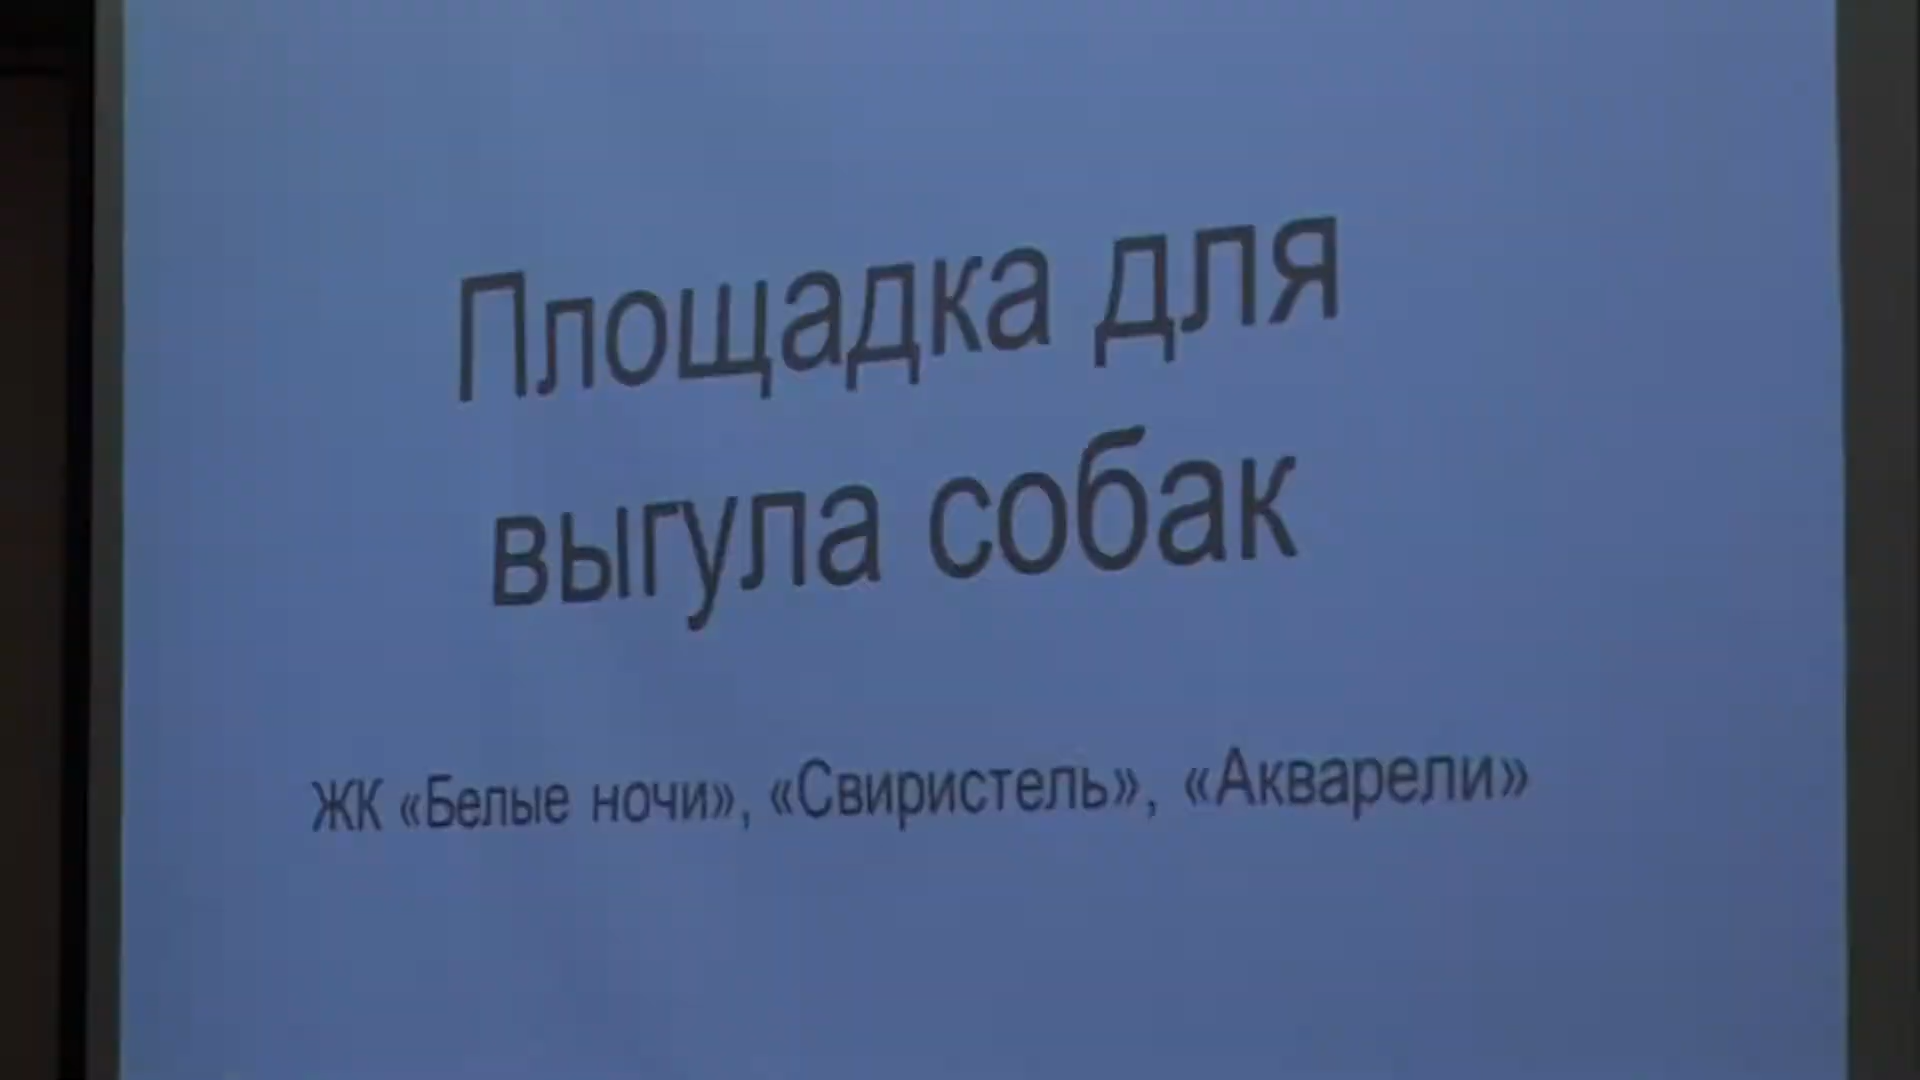 Площадка для
выгула собак
ЖК «Белые ночи», «Свиристель», «Акварели»